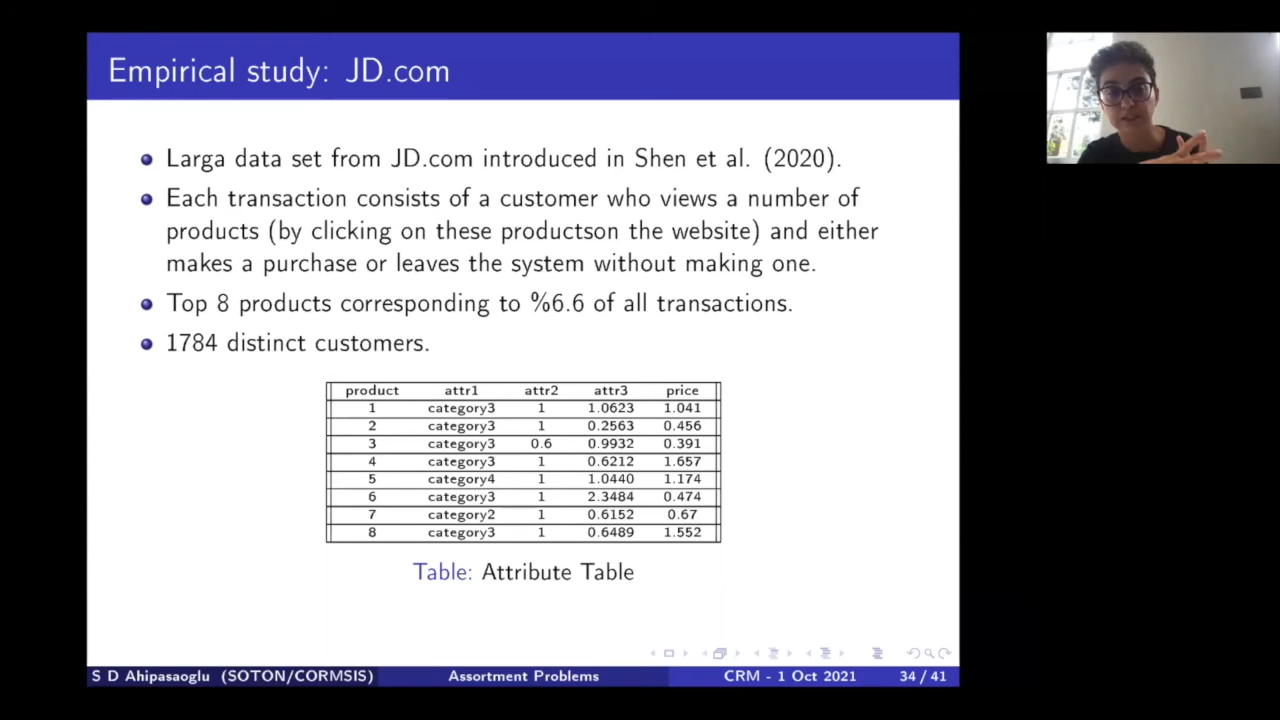 Empirical study: JD.com
Larga data set from JD.com introduced in Shen et al. (2020).
Each transaction consists of a customer who views a number of
products (by clicking on these productson the website) and either
makes a purchase or leaves the system without making one.
Top 8 products corresponding to %6.6 of all transactions.
1784 distinct customers.
product attr1 attr2 attr3 price
1 category3 1 1.0623 1.041
2 category3 1 0.2563 0.456
3 category3 0.6 0.9932 0.391
4 category3 1 0.6212 1.657
5 category4 1 1.0440 1.174
6 category3 1 2.3484 0.474
7 category2 1 0.6152 0.67
8 category3 1 0.6489 1.552
Table: Attribute Table
S D Ahipasaoglu (SOTON/CORMSIS) Assortment Problems CRM - 1 Oct 2021 34 / 41